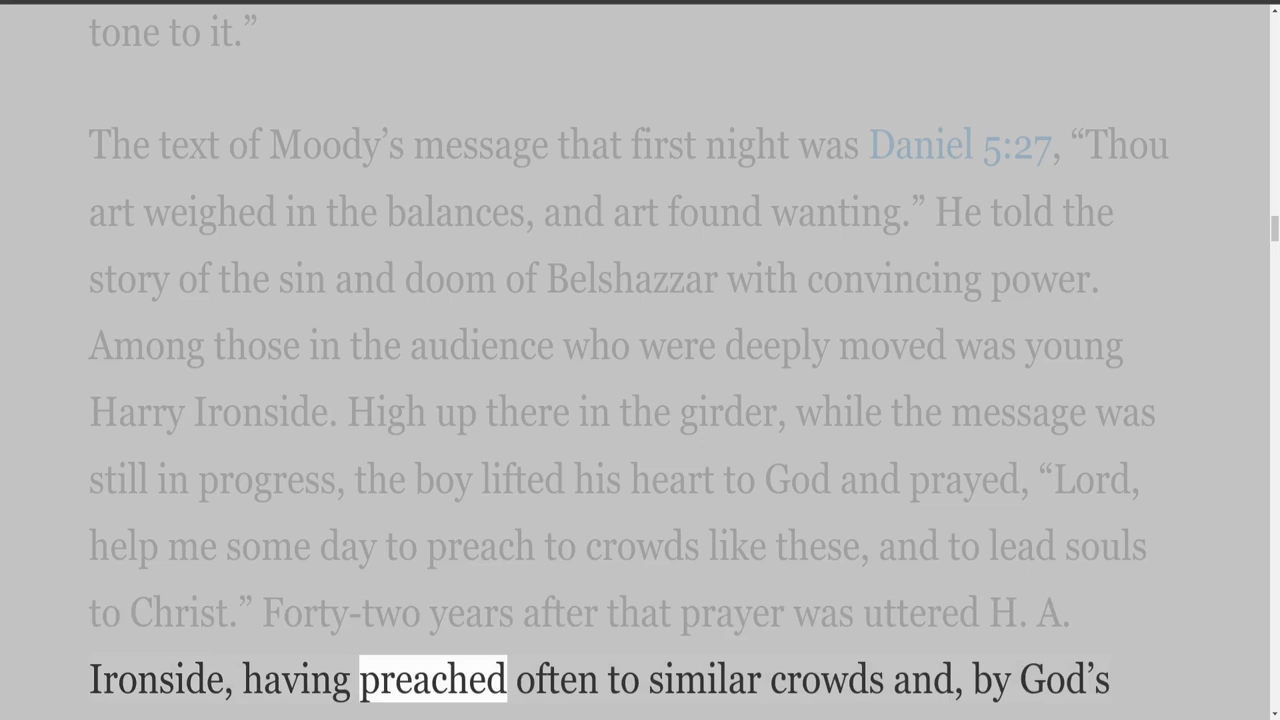 tone to it.”
The text of Moody’s message that first night was Daniel 5:27, “Thou
art weighed in the balances, and art found wanting.” He told the
story of the sin and doom of Belshazzar with convincing power.
Among those in the audience who were deeply moved was young
Harry Ironside. High up there in the girder, while the message was
still in progress, the boy lifted his heart to God and prayed, “Lord,
help me some day to preach to crowds like these, and to lead souls
to Christ.” Forty-two years after that prayer was uttered H. A.
Ironside, having preached often to similar crowds and, by God’s